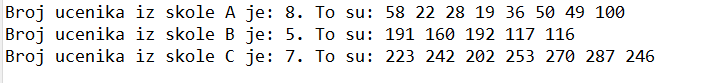 Broj ucenika iz skole A je: 8. To su: 58 22 28 19 36 50 49 100
Broj ucenika iz skole B je: 5. To su: 191 160 192 117 116
Broj ucenika iz skole C je: 7. To su: 223 242 202 253 270 287 246